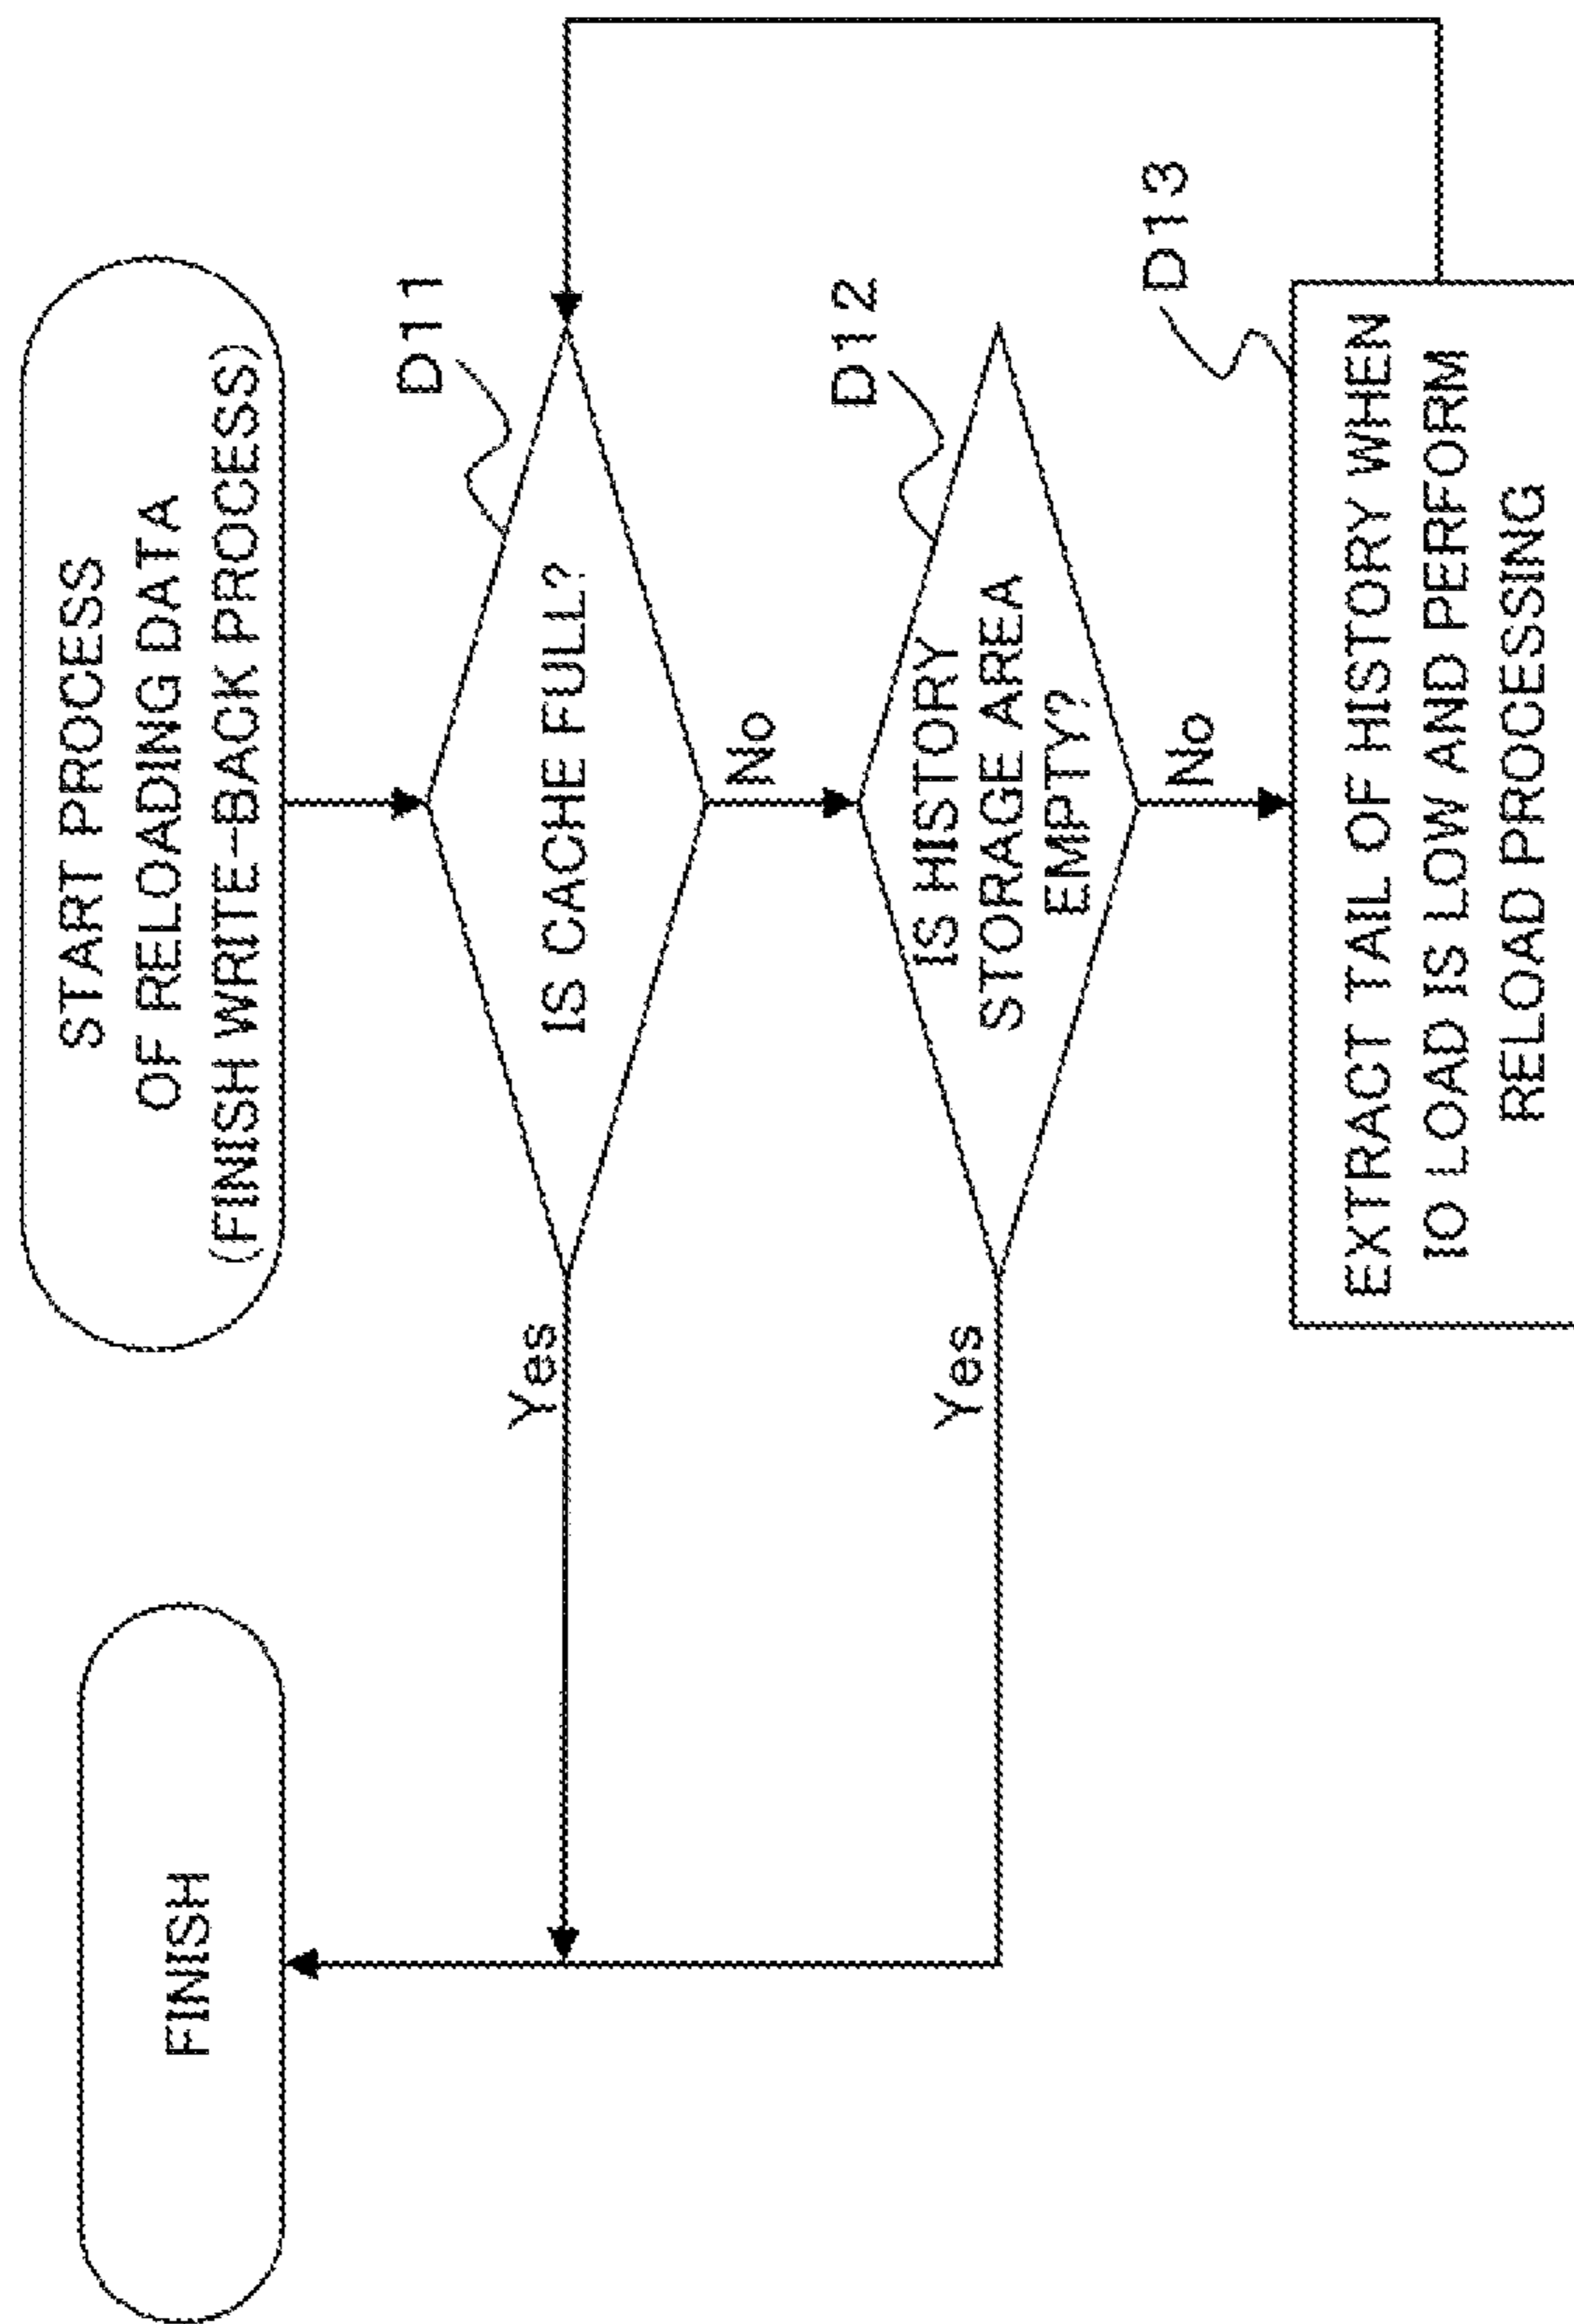 START PROCESS
OF RELOADING DATA
(FINISH WRITE-BACK PROCESS)
D11
IS CACHE FULL?
Yes
No
D12
IS HISTORY
STORAGE AREA
EMPTY?
Yes
No
D13
EXTRACT TAIL OF HISTORY WHEN
IO LOAD IS LOW AND PERFORM
RELOAD PROCESSING
FINISH